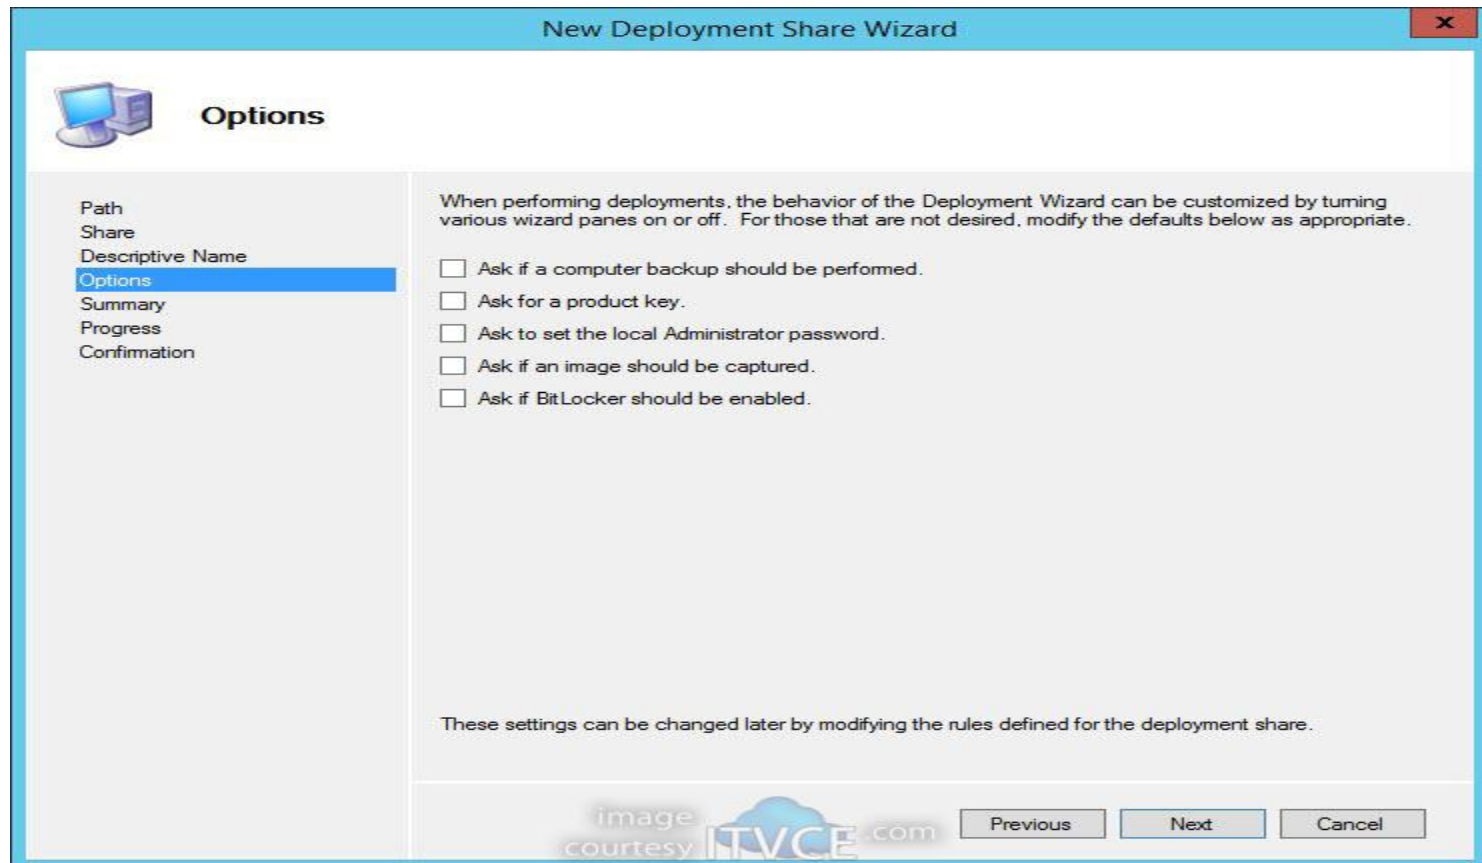 New Deployment Share Wizard
x
Options
Path
Share
Descriptive Name
Options
Summary
Progress
Confirmation
When performing deployments, the behavior of the Deployment Wizard can be customized by turning
various wizard panes on or off. For those that are not desired, modify the defaults below as appropriate.
Ask if a computer backup should be performed.
Ask for a product key.
Ask to set the local Administrator password.
Ask if an image should be captured.
Ask if BitLocker should be enabled.
These settings can be changed later by modifying the rules defined for the deployment share.
image
courtesy ITVCE.com
Previous
Next
Cancel